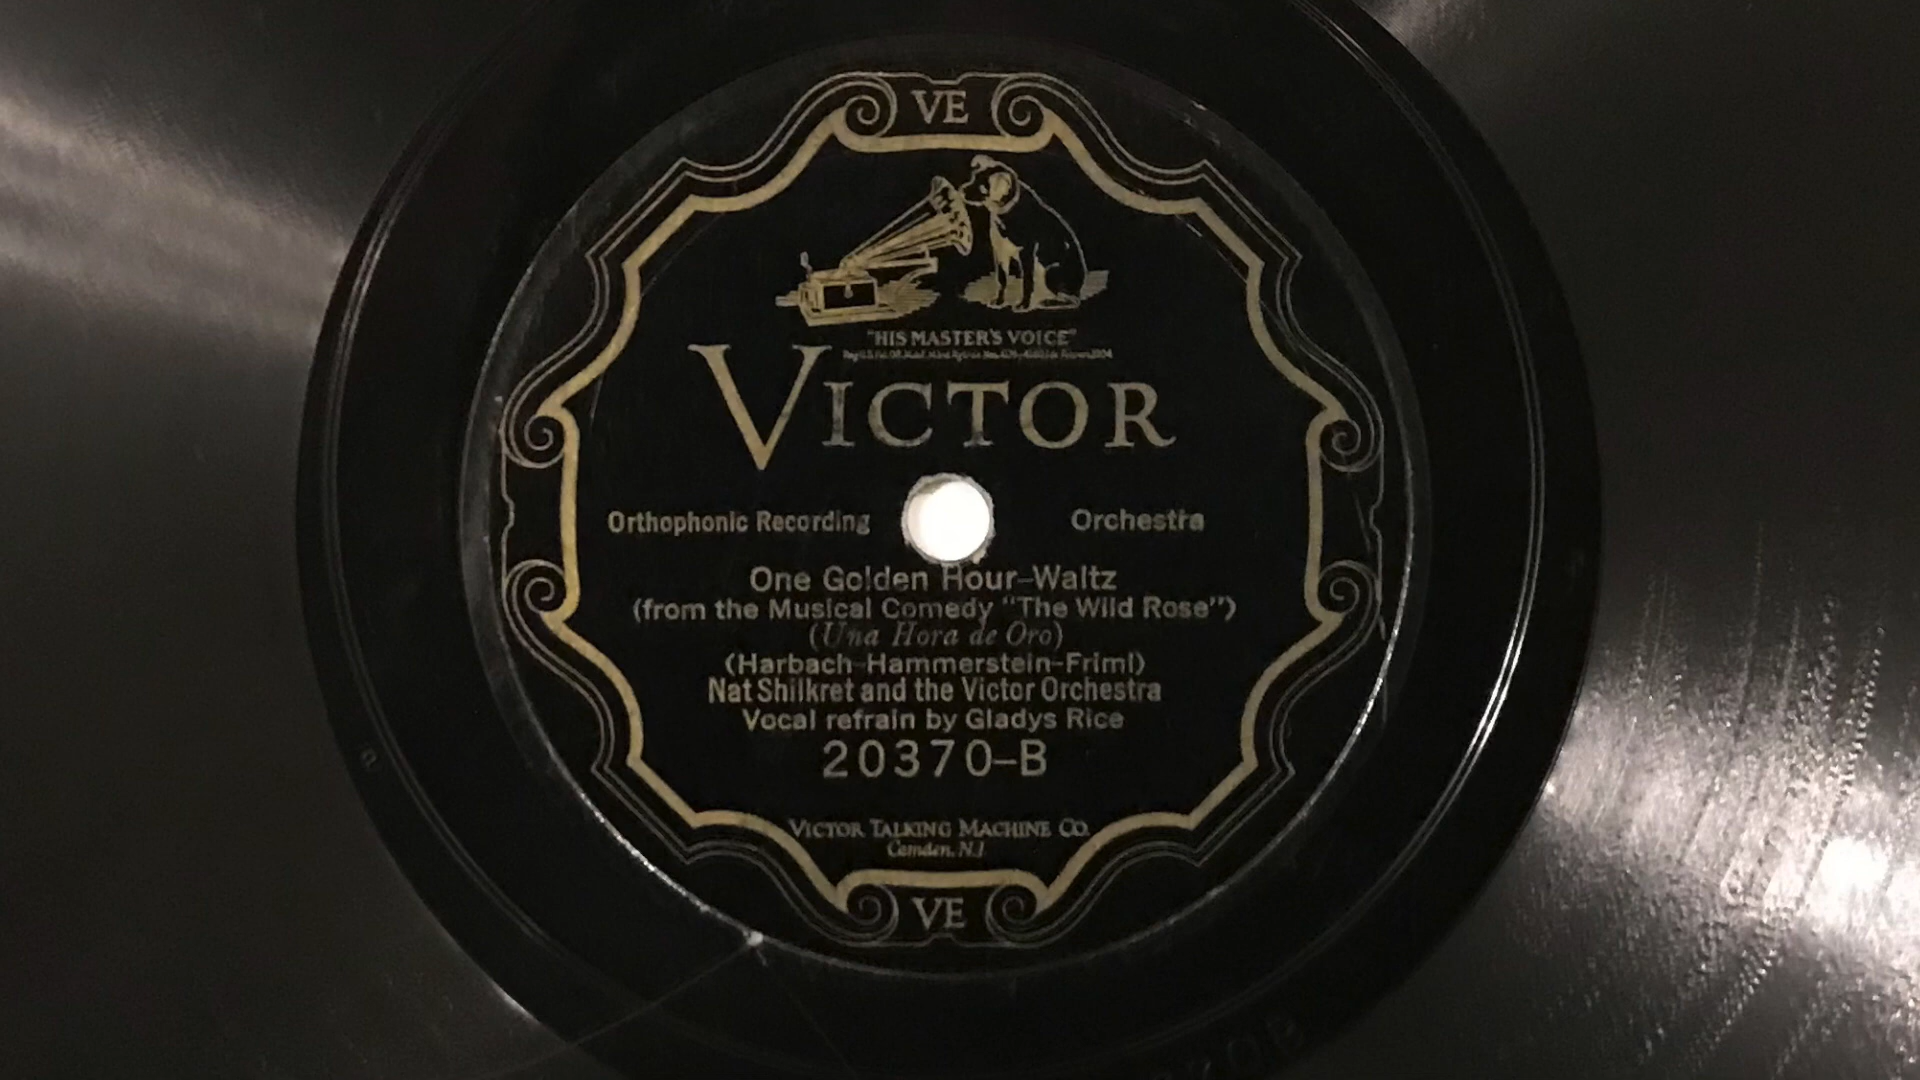 VE
"HIS MASTER'S VOICE"
VICTOR
Orthophonic Recording Orchestra
One Golden Hour–Waltz
(from the Musical Comedy "The Wild Rose")
(Una Hora de Oro)
(Harbach-Hammerstein-Friml)
Nat Shilkret and the Victor Orchestra
Vocal refrain by Gladys Rice
20370–B
VICTOR TALKING MACHINE CO.
Camden, N.J.
VE